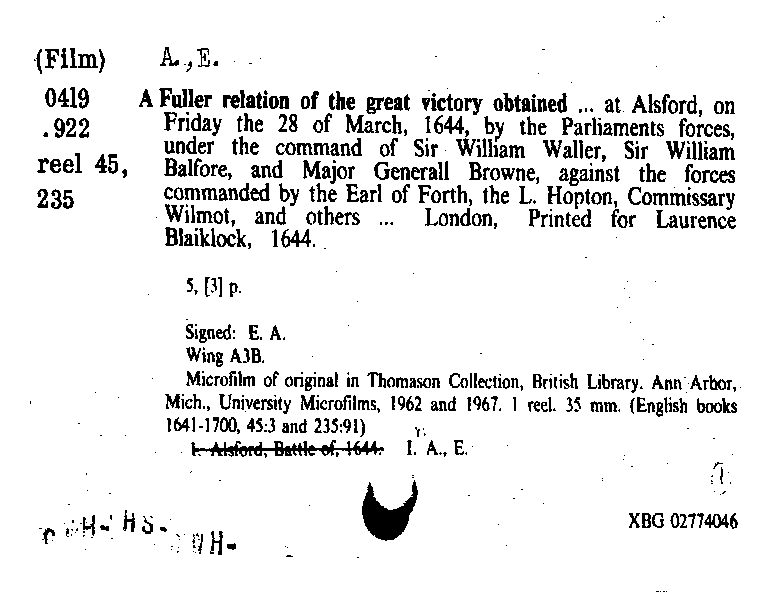 (Film) A., E.
0419 A Fuller relation of the great victory obtained ... at Alsford, on
.922 Friday the 28 of March, 1644, by the Parliaments forces,
under the command of Sir William Waller, Sir William
reel 45, Balfore, and Major Generall Browne, against the forces
235 commanded by the Earl of Forth, the L. Hopton, Commissary
Wilmot, and others ... London, Printed for Laurence
Blaiklock, 1644.
5, [3] p.
Signed: E. A.
Wing A3B.
Microfilm of original in Thomason Collection, British Library. Ann Arbor,
Mich., University Microfilms, 1962 and 1967. 1 reel. 35 mm. (English books
1641-1700, 45:3 and 235:91)
1. Alsford, Battle of, 1644. I. A., E.
XBG 02774046